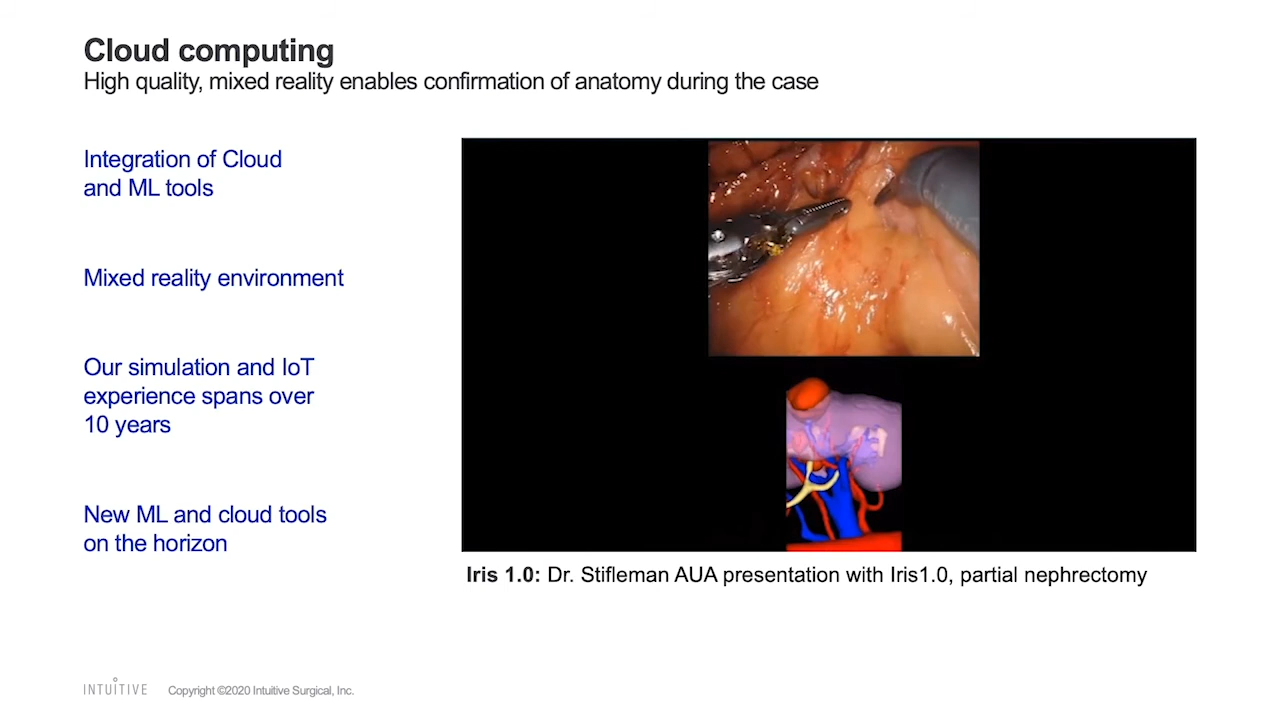 Cloud computing
High quality, mixed reality enables confirmation of anatomy during the case
Integration of Cloud
and ML tools
Mixed reality environment
Our simulation and IoT
experience spans over
10 years
New ML and cloud tools
on the horizon
Iris 1.0: Dr. Stifleman AUA presentation with Iris1.0, partial nephrectomy
INTUITIVE Copyright ©2020 Intuitive Surgical, Inc.